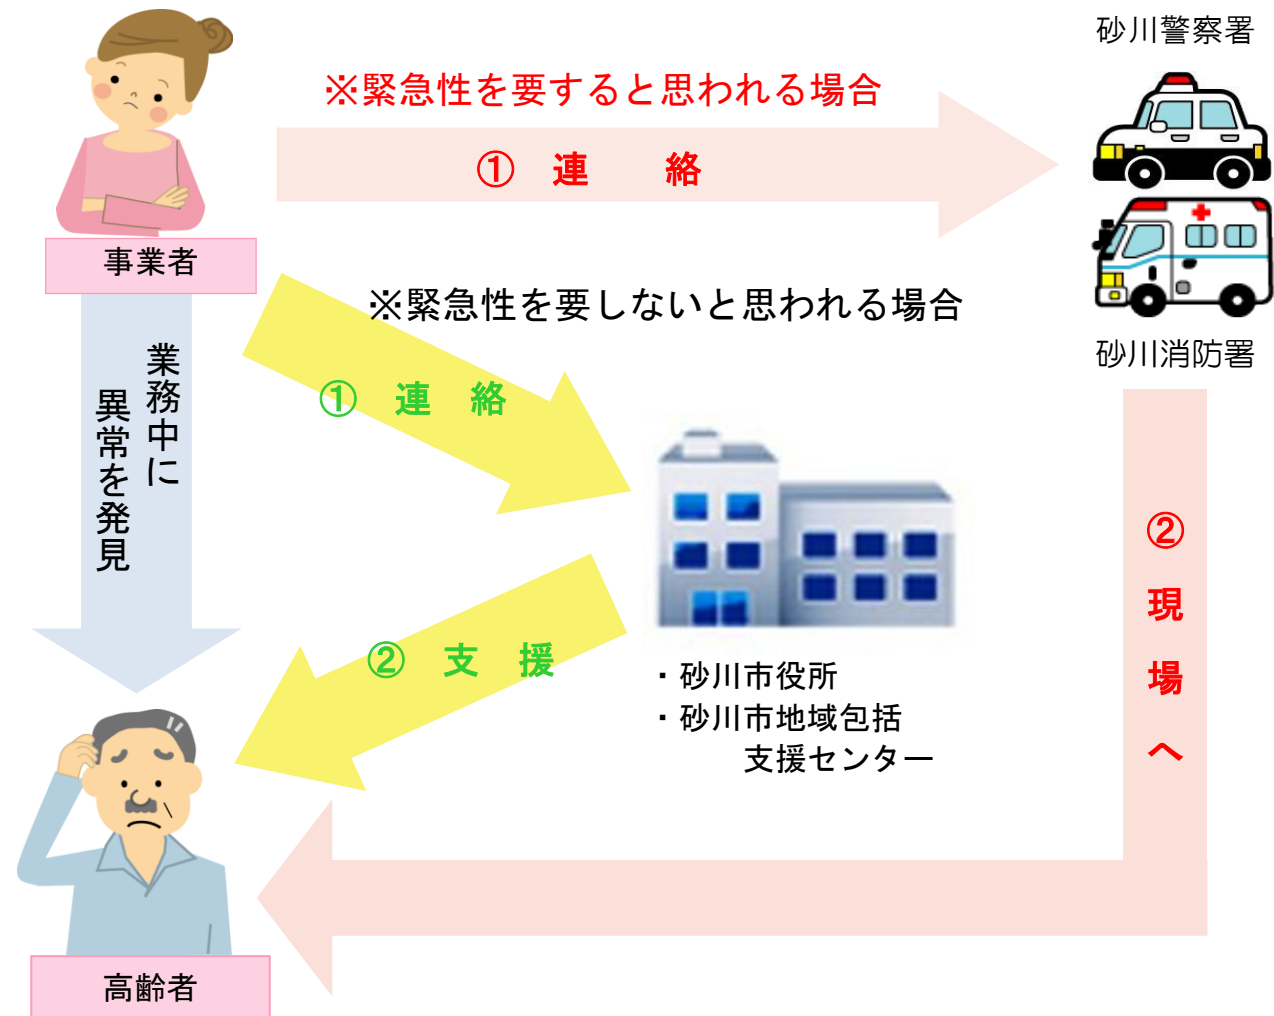 砂川警察署
※緊急性を要すると思われる場合
① 連 絡
事業者
※緊急性を要しないと思われる場合
砂川消防署
業務中に
異常を発見
① 連 絡
② 現場へ
② 支 援
・砂川市役所
・砂川市地域包括
支援センター
高齢者